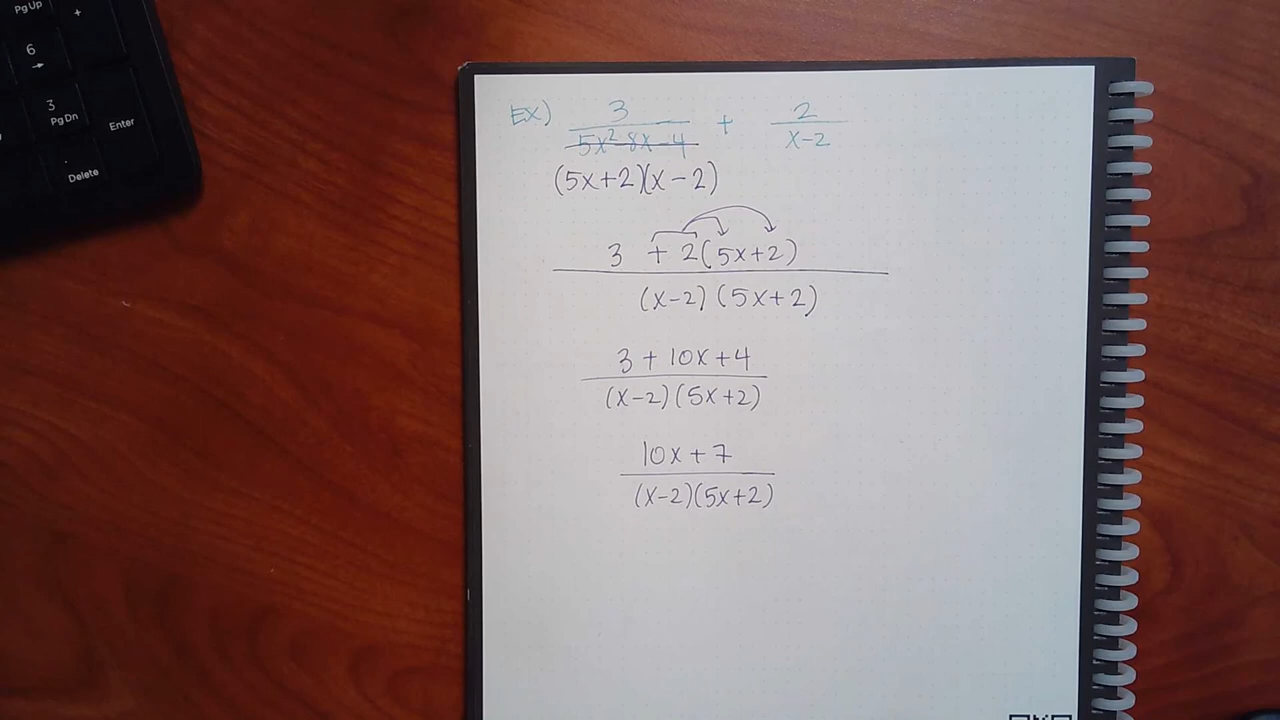 PgUp
+
6
→
3
PgDn
Enter
.
Delete
EX) 3/(5x²-8x-4) + 2/(x-2)
(5x+2)(x-2)
3 + 2(5x+2)
(x-2)(5x+2)
3 + 10x + 4
(x-2)(5x+2)
10x + 7
(x-2)(5x+2)